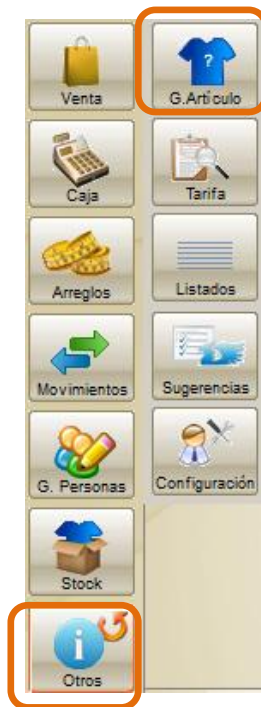 Venta
G.Artículo
Caja
Tarifa
Arreglos
Listados
Movimientos
Sugerencias
G. Personas
Configuración
Stock
Otros